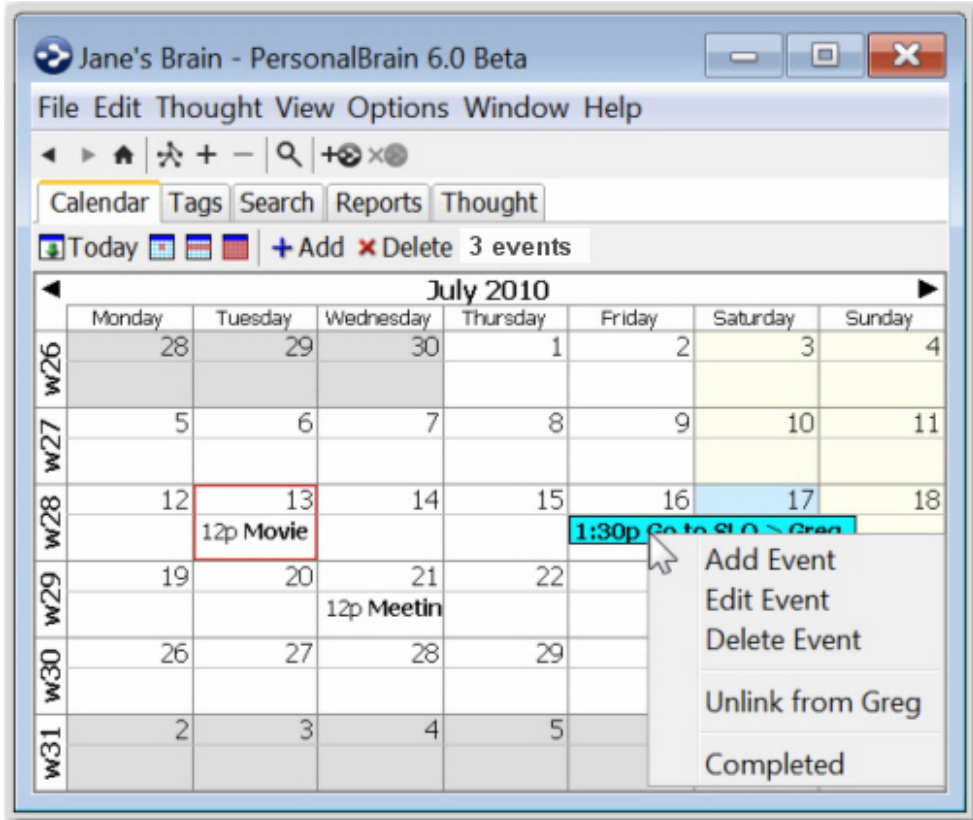 Jane's Brain - PersonalBrain 6.0 Beta
File Edit Thought View Options Window Help
Calendar Tags Search Reports Thought
Today Add Delete 3 events
July 2010
Monday Tuesday Wednesday Thursday Friday Saturday Sunday
w26 28 29 30 1 2 3 4
w27 5 6 7 8 9 10 11
w28 12 13 14 15 16 17 18
12p Movie 1:30p Go to SLO > Greg
w29 19 20 21 22
12p Meetin
w30 26 27 28 29
w31 2 3 4 5
Add Event
Edit Event
Delete Event
Unlink from Greg
Completed